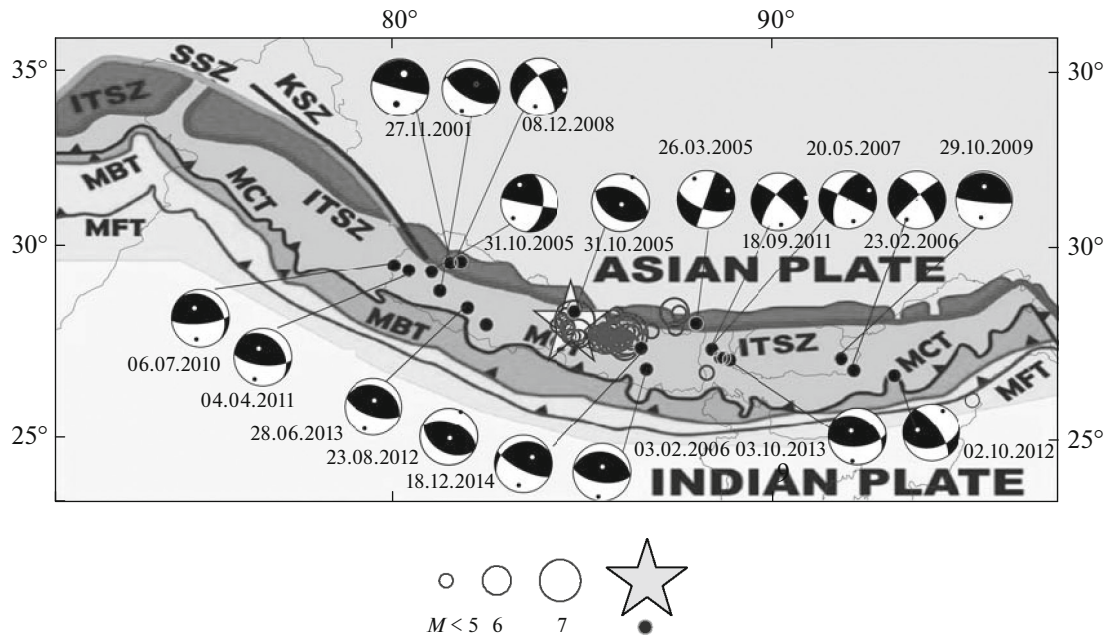 80°
90°
35°
30°
SSZ
KSZ
ITSZ
27.11.2001
08.12.2008
26.03.2005
20.05.2007
29.10.2009
MBT
MCT
ITSZ
MFT
31.10.2005
31.10.2005
18.09.2011
23.02.2006
30°
30°
ASIAN PLATE
MBT
MCT
ITSZ
MCT
MFT
06.07.2010
04.04.2011
28.06.2013
23.08.2012
18.12.2014
03.02.2006
03.10.2013
02.10.2012
9
25°
25°
INDIAN PLATE
M < 5
6
7